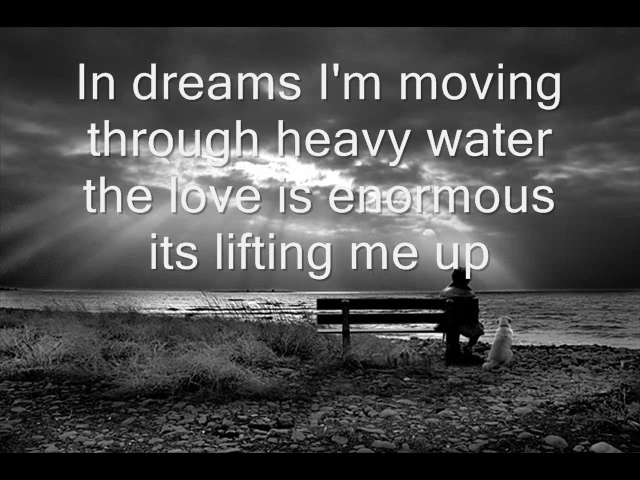 In dreams I'm moving
through heavy water
the love is enormous
its lifting me up